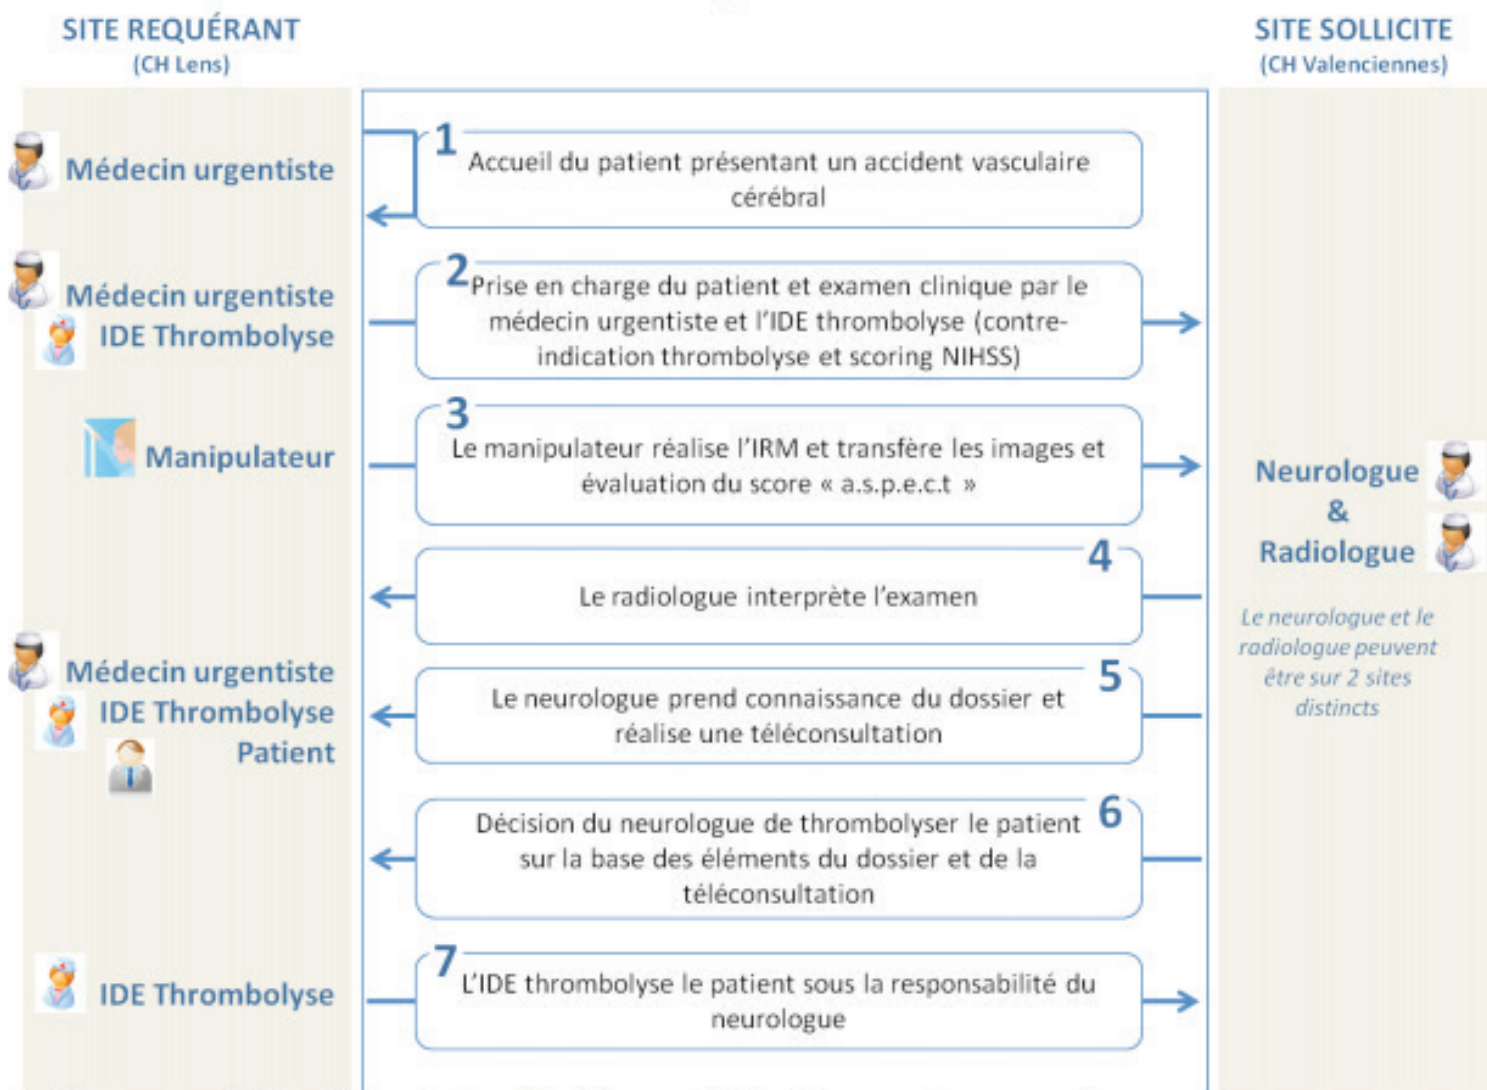 SITE REQUÉRANT
(CH Lens)
SITE SOLLICITE
(CH Valenciennes)
Médecin urgentiste
1
Accueil du patient présentant un accident vasculaire
cérébral
Médecin urgentiste
IDE Thrombolyse
2
Prise en charge du patient et examen clinique par le
médecin urgentiste et l’IDE thrombolyse (contre-
indication thrombolyse et scoring NIHSS)
Manipulateur
3
Le manipulateur réalise l’IRM et transfère les images et
évaluation du score « a.s.p.e.c.t »
Neurologue
&
Radiologue
Le neurologue et le
radiologue peuvent
être sur 2 sites
distincts
4
Le radiologue interprète l’examen
Médecin urgentiste
IDE Thrombolyse
Patient
5
Le neurologue prend connaissance du dossier et
réalise une téléconsultation
6
Décision du neurologue de thrombolyser le patient
sur la base des éléments du dossier et de la
téléconsultation
IDE Thrombolyse
7
L’IDE thrombolyse le patient sous la responsabilité du
neurologue